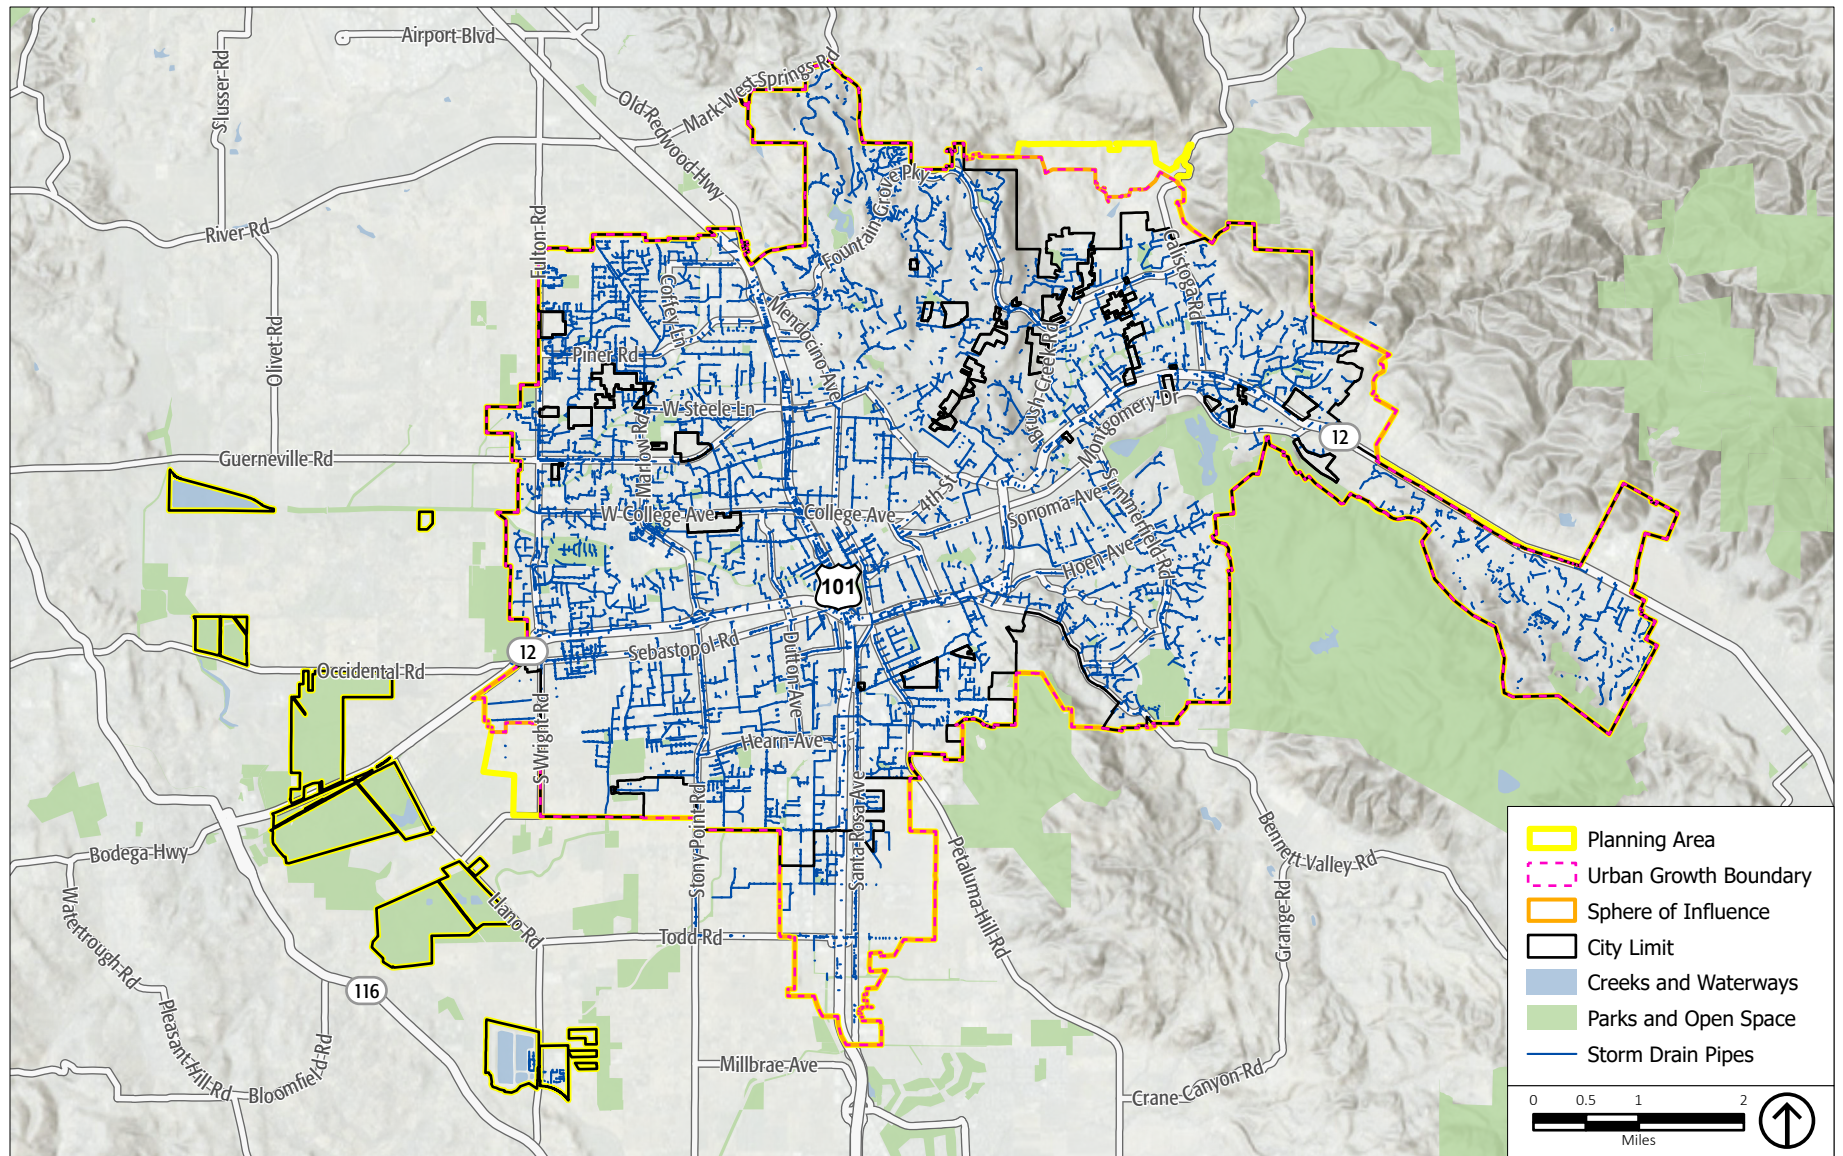 Airport Blvd
Slusser Rd
Old Redwood Hwy
Mark West Springs Rd
River Rd
Fulton Rd
Fountain Grove Pky
Calistoga Rd
Coffey Ln
Mendocino Ave
Olivet Rd
Piner Rd
Brush Creek Rd
W Steele Ln
Montgomery Dr
12
Marlow Rd
Guerneville Rd
4th St
Summerfield Rd
Sonoma Ave
W College Ave
College Ave
Hoen Ave
101
12
Sebastopol Rd
Dutton Ave
Occidental Rd
S Wright Rd
Hearn Ave
Stony Point Rd
Santa Rosa Ave
Petaluma Hill Rd
Bennett Valley Rd
Grange Rd
Bodega Hwy
Watertrough Rd
Llano Rd
Todd Rd
116
Pleasant Hill Rd
Bloomfield Rd
Millbrae Ave
Crane Canyon Rd
Planning Area
Urban Growth Boundary
Sphere of Influence
City Limit
Creeks and Waterways
Parks and Open Space
Storm Drain Pipes
0 0.5 1 2
Miles